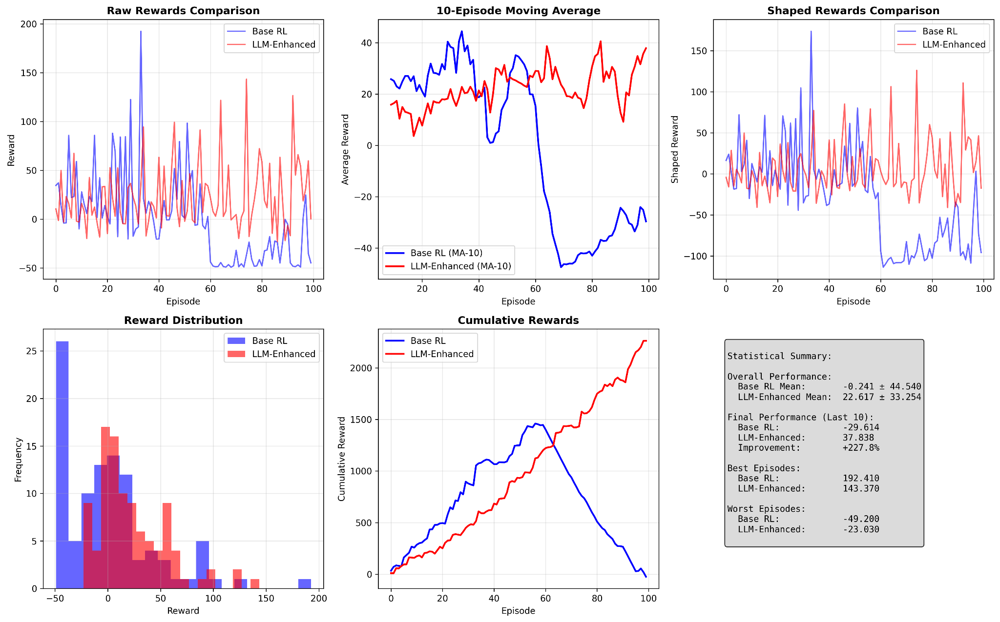 Raw Rewards Comparison
200
150
100
50
0
−50
Reward
Base RL
LLM-Enhanced
0 20 40 60 80 100
Episode
10-Episode Moving Average
40
20
0
−20
−40
Average Reward
Base RL (MA-10)
LLM-Enhanced (MA-10)
20 40 60 80 100
Episode
Shaped Rewards Comparison
150
100
50
0
−50
−100
Shaped Reward
Base RL
LLM-Enhanced
0 20 40 60 80 100
Episode
Reward Distribution
25
20
15
10
5
0
Frequency
Base RL
LLM-Enhanced
−50 0 50 100 150 200
Reward
Cumulative Rewards
2000
1500
1000
500
0
Cumulative Reward
Base RL
LLM-Enhanced
0 20 40 60 80 100
Episode
Statistical Summary:
Overall Performance:
Base RL Mean: -0.241 ± 44.540
LLM-Enhanced Mean: 22.617 ± 33.254
Final Performance (Last 10):
Base RL: -29.614
LLM-Enhanced: 37.838
Improvement: +227.8%
Best Episodes:
Base RL: 192.410
LLM-Enhanced: 143.370
Worst Episodes:
Base RL: -49.200
LLM-Enhanced: -23.030